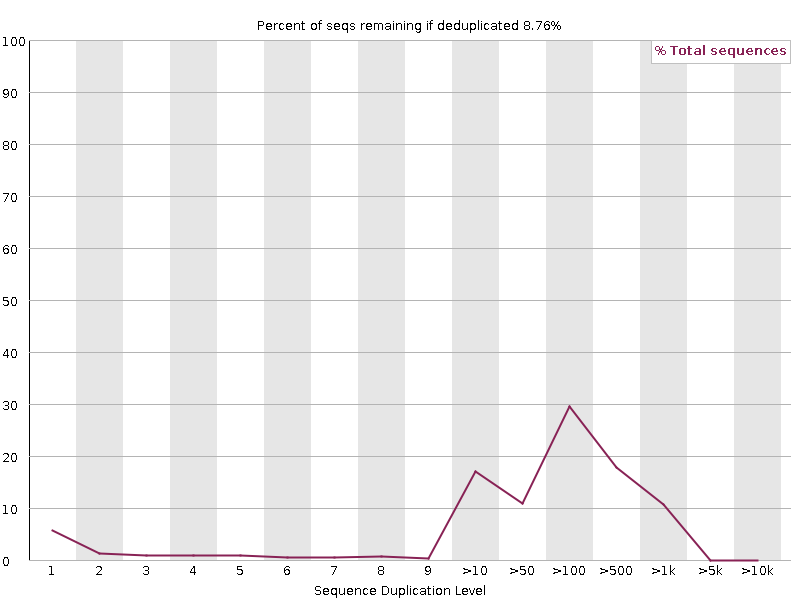 Percent of seqs remaining if deduplicated 8.76%
% Total sequences
100
90
80
70
60
50
40
30
20
10
0
1 2 3 4 5 6 7 8 9 >10 >50 >100 >500 >1k >5k >10k
Sequence Duplication Level